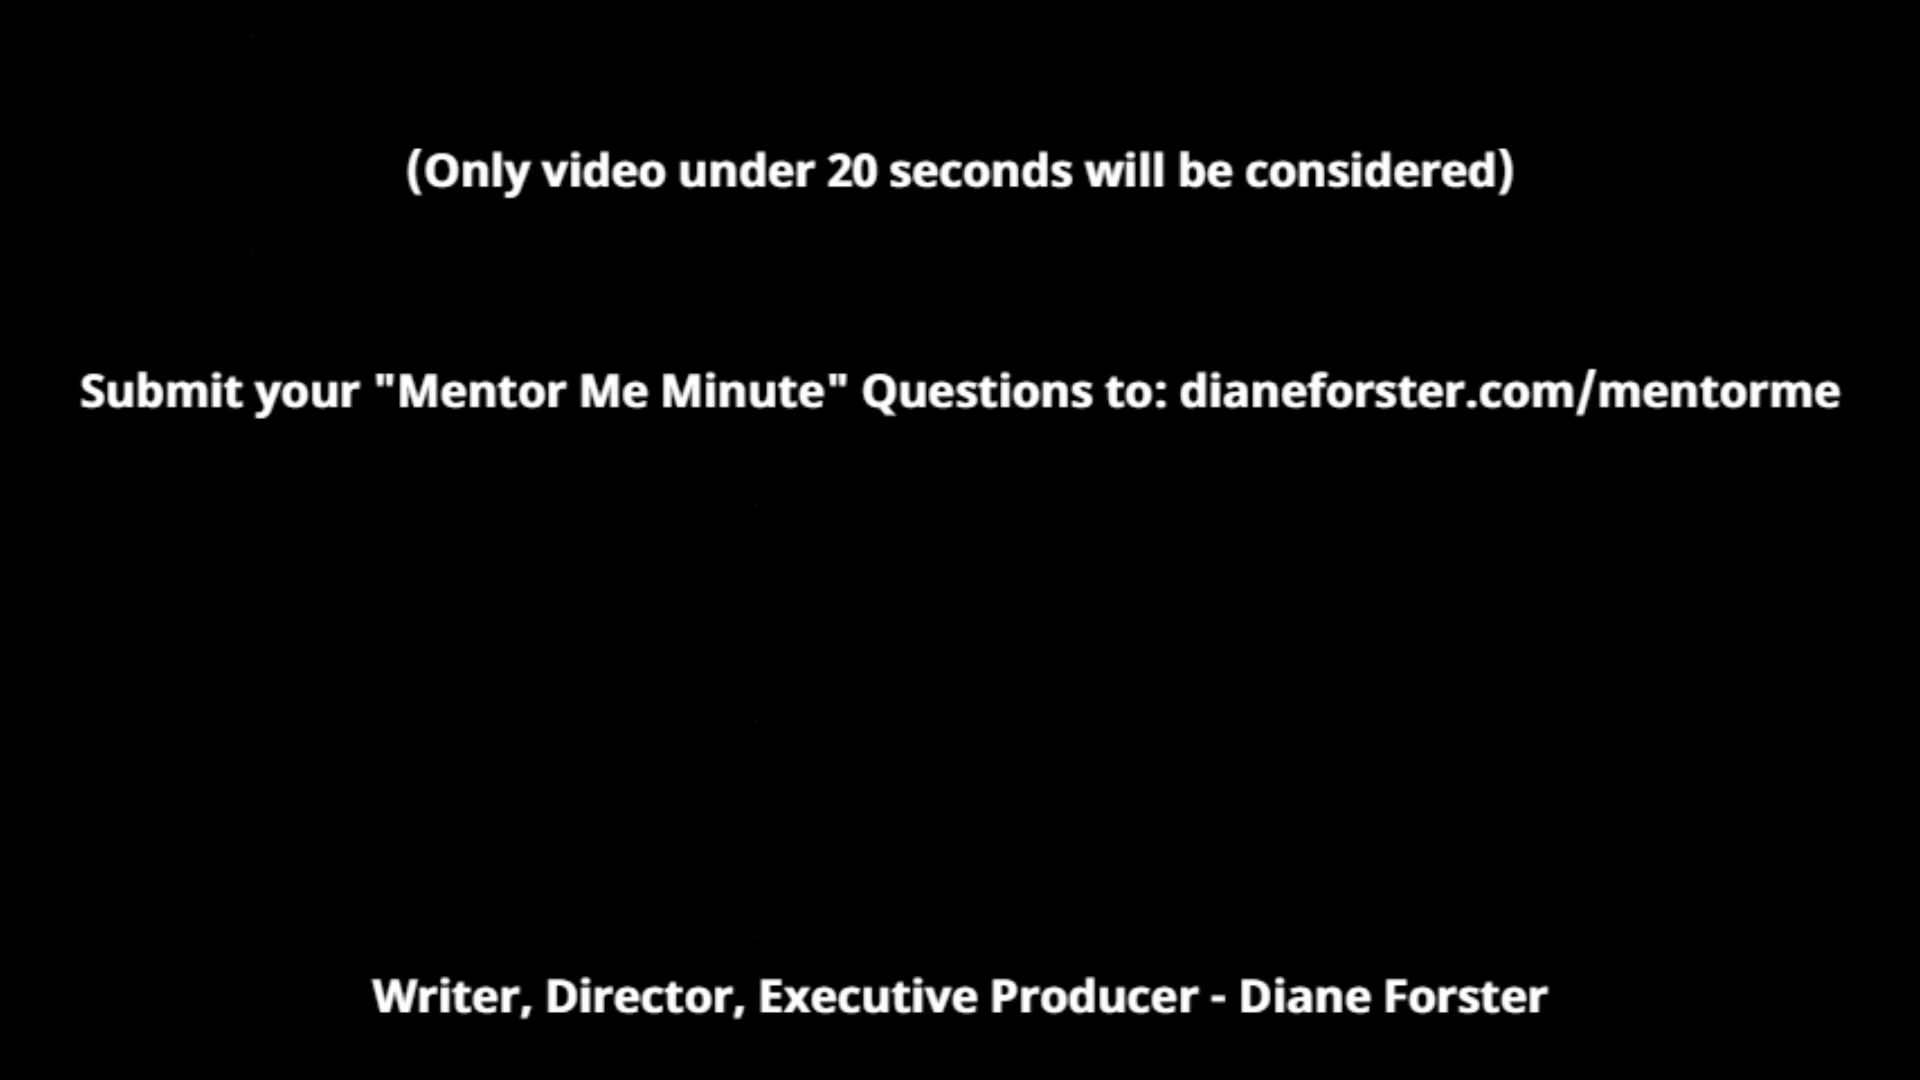 (Only video under 20 seconds will be considered)
Submit your "Mentor Me Minute" Questions to: dianeforster.com/mentorme
Writer, Director, Executive Producer - Diane Forster